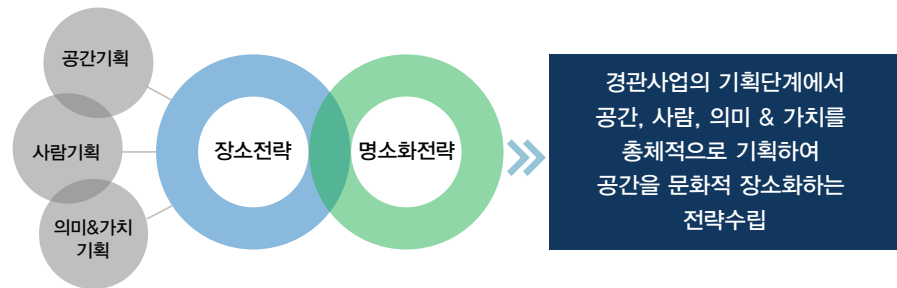 공간기획
사람기획
의미&가치
기획
장소전략
명소화전략
경관사업의 기획단계에서
공간, 사람, 의미 & 가치를
총체적으로 기획하여
공간을 문화적 장소화하는
전략수립